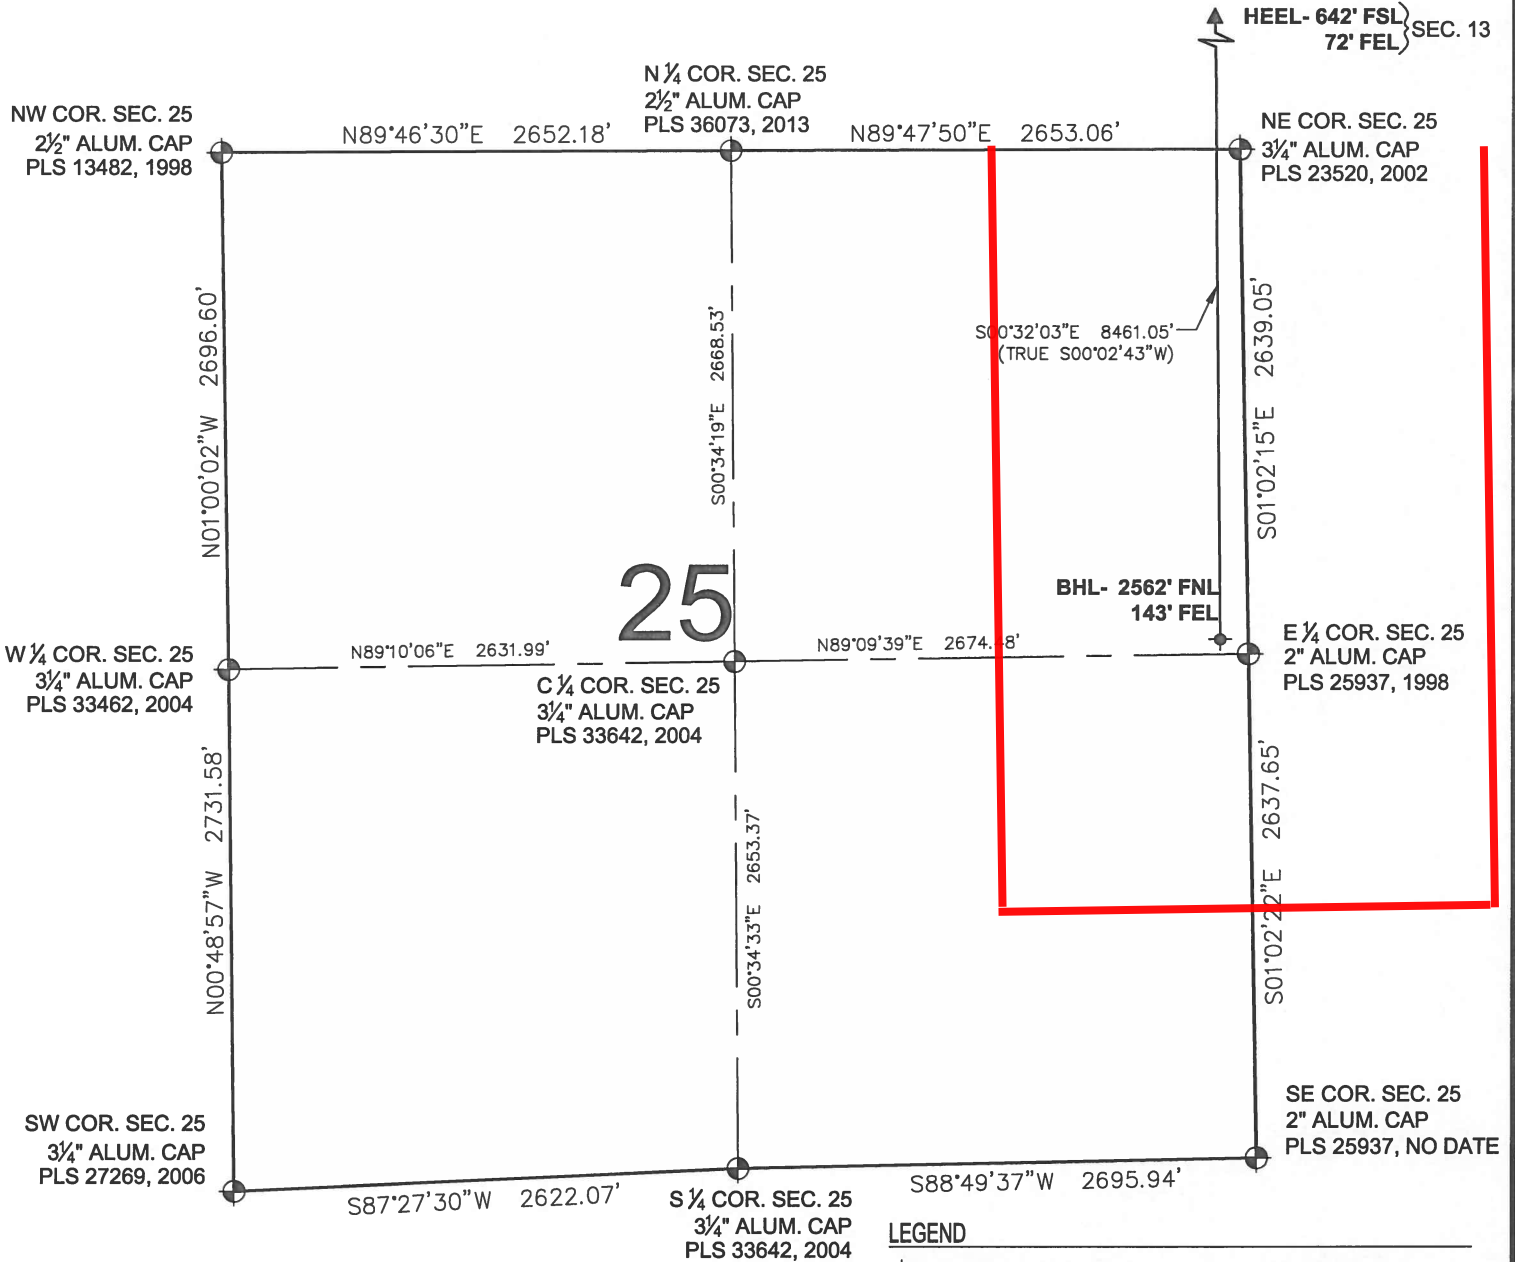 HEEL- 642' FSL
72' FEL
SEC. 13
NW COR. SEC. 25
2½" ALUM. CAP
PLS 13482, 1998
N89°46'30"E 2652.18'
N ¼ COR. SEC. 25
2½" ALUM. CAP
PLS 36073, 2013
N89°47'50"E 2653.06'
NE COR. SEC. 25
3¼" ALUM. CAP
PLS 23520, 2002
N01°00'02"W 2696.60'
S00°34'19"E 2668.53'
S00°32'03"E 8461.05'
(TRUE S00°02'43"W)
S01°02'15"E 2639.05'
25
BHL- 2562' FNL
143' FEL
W ¼ COR. SEC. 25
3¼" ALUM. CAP
PLS 33462, 2004
N89°10'06"E 2631.99'
C ¼ COR. SEC. 25
3¼" ALUM. CAP
PLS 33642, 2004
N89°09'39"E 2674.48'
E ¼ COR. SEC. 25
2" ALUM. CAP
PLS 25937, 1998
N00°48'57"W 2731.58'
S00°34'33"E 2653.37'
S01°02'22"E 2637.65'
SW COR. SEC. 25
3¼" ALUM. CAP
PLS 27269, 2006
S87°27'30"W 2622.07'
S ¼ COR. SEC. 25
3¼" ALUM. CAP
PLS 33642, 2004
S88°49'37"W 2695.94'
SE COR. SEC. 25
2" ALUM. CAP
PLS 25937, NO DATE
LEGEND